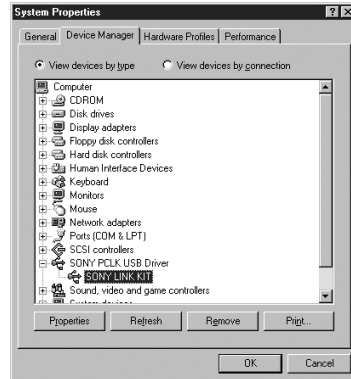 System Properties
General Device Manager Hardware Profiles Performance
View devices by type View devices by connection
Computer
CDROM
Disk drives
Display adapters
Floppy disk controllers
Hard disk controllers
Human Interface Devices
Keyboard
Monitors
Mouse
Network adapters
Ports (COM & LPT)
SCSI controllers
SONY PCLK USB Driver
SONY LINK KIT
Sound, video and game controllers
System devices
Properties Refresh Remove Print...
OK Cancel